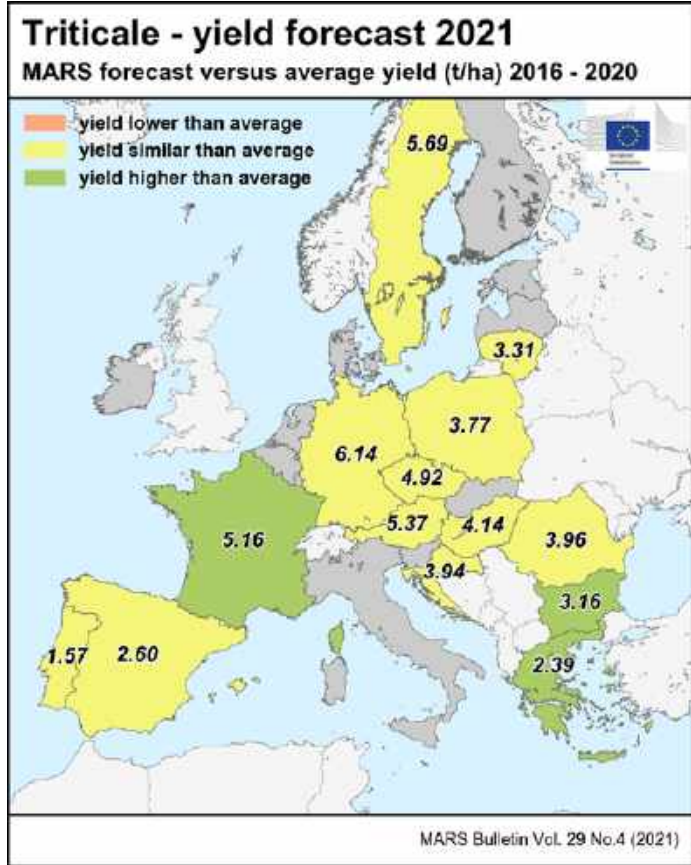 Triticale - yield forecast 2021
MARS forecast versus average yield (t/ha) 2016 - 2020
yield lower than average
yield similar than average
yield higher than average
5.69
3.31
3.77
6.14
4.92
5.37
4.14
3.96
5.16
3.94
3.16
1.57
2.60
2.39
MARS Bulletin Vol. 29 No.4 (2021)